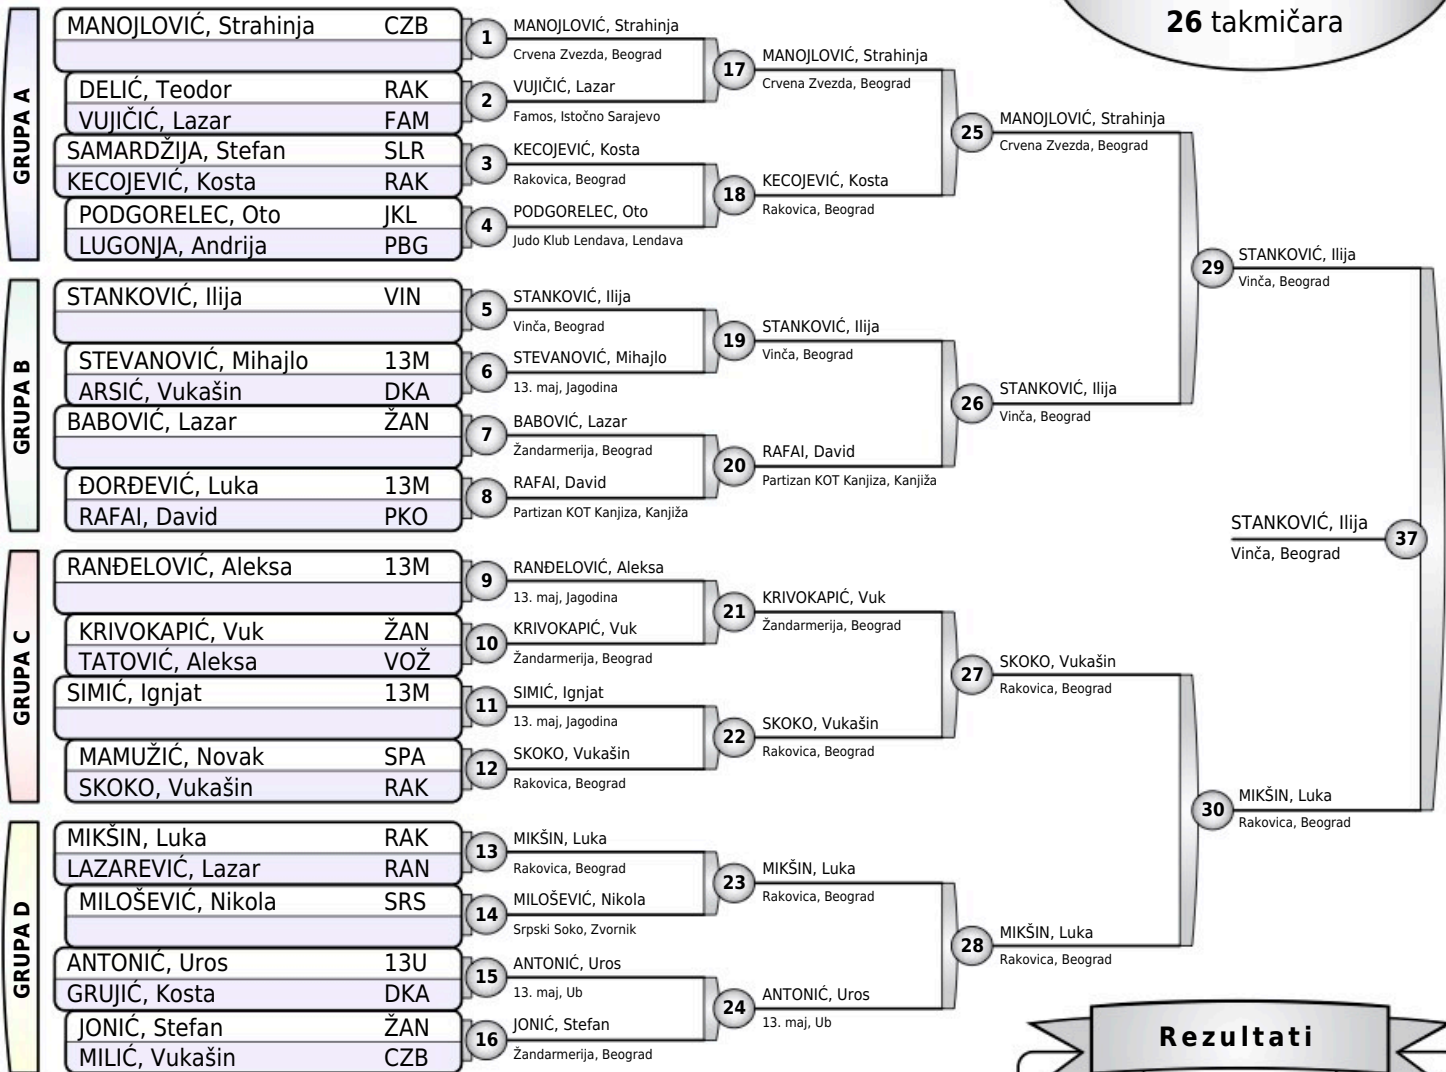 26 takmičara
GRUPA A
MANOJLOVIĆ, Strahinja CZB
DELIĆ, Teodor RAK
VUJIČIĆ, Lazar FAM
SAMARDŽIJA, Stefan SLR
KECOJEVIĆ, Kosta RAK
PODGORELEC, Oto JKL
LUGONJA, Andrija PBG
GRUPA B
STANKOVIĆ, Ilija VIN
STEVANOVIĆ, Mihajlo 13M
ARSIĆ, Vukašin DKA
BABOVIĆ, Lazar ŽAN
ĐORĐEVIĆ, Luka 13M
RAFAI, David PKO
GRUPA C
RANĐELOVIĆ, Aleksa 13M
KRIVOKAPIĆ, Vuk ŽAN
TATOVIĆ, Aleksa VOŽ
SIMIĆ, Ignjat 13M
MAMUŽIĆ, Novak SPA
SKOKO, Vukašin RAK
GRUPA D
MIKŠIN, Luka RAK
LAZAREVIĆ, Lazar RAN
MILOŠEVIĆ, Nikola SRS
ANTONIĆ, Uros 13U
GRUJIĆ, Kosta DKA
JONIĆ, Stefan ŽAN
MILIĆ, Vukašin CZB
1 MANOJLOVIĆ, Strahinja
Crvena Zvezda, Beograd
2 VUJIČIĆ, Lazar
Famos, Istočno Sarajevo
3 KECOJEVIĆ, Kosta
Rakovica, Beograd
4 PODGORELEC, Oto
Judo Klub Lendava, Lendava
5 STANKOVIĆ, Ilija
Vinča, Beograd
6 STEVANOVIĆ, Mihajlo
13. maj, Jagodina
7 BABOVIĆ, Lazar
Žandarmerija, Beograd
8 RAFAI, David
Partizan KOT Kanjiza, Kanjiža
9 RANĐELOVIĆ, Aleksa
13. maj, Jagodina
10 KRIVOKAPIĆ, Vuk
Žandarmerija, Beograd
11 SIMIĆ, Ignjat
13. maj, Jagodina
12 SKOKO, Vukašin
Rakovica, Beograd
13 MIKŠIN, Luka
Rakovica, Beograd
14 MILOŠEVIĆ, Nikola
Srpski Soko, Zvornik
15 ANTONIĆ, Uros
13. maj, Ub
16 JONIĆ, Stefan
Žandarmerija, Beograd
17 MANOJLOVIĆ, Strahinja
Crvena Zvezda, Beograd
18 KECOJEVIĆ, Kosta
Rakovica, Beograd
19 STANKOVIĆ, Ilija
Vinča, Beograd
20 RAFAI, David
Partizan KOT Kanjiza, Kanjiža
21 KRIVOKAPIĆ, Vuk
Žandarmerija, Beograd
22 SKOKO, Vukašin
Rakovica, Beograd
23 MIKŠIN, Luka
Rakovica, Beograd
24 ANTONIĆ, Uros
13. maj, Ub
25 MANOJLOVIĆ, Strahinja
Crvena Zvezda, Beograd
26 STANKOVIĆ, Ilija
Vinča, Beograd
27 SKOKO, Vukašin
Rakovica, Beograd
28 MIKŠIN, Luka
Rakovica, Beograd
29 STANKOVIĆ, Ilija
Vinča, Beograd
30 MIKŠIN, Luka
Rakovica, Beograd
STANKOVIĆ, Ilija 37
Vinča, Beograd
Rezultati